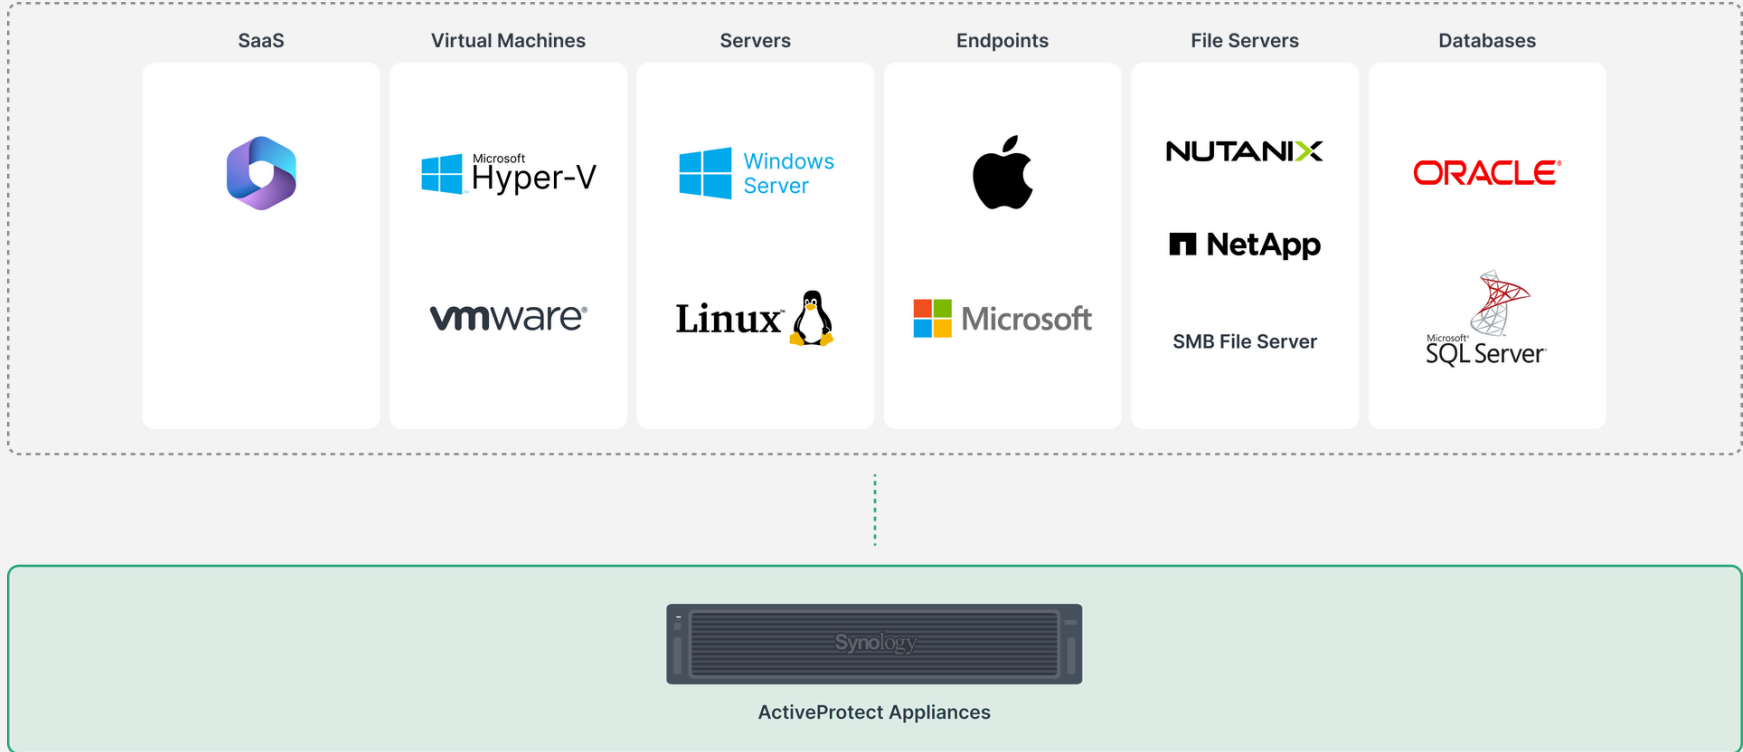 SaaS
Virtual Machines
Servers
Endpoints
File Servers
Databases
Microsoft
Hyper-V
vmware®
Windows
Server
Linux™
Microsoft
NUTANIX
NetApp
SMB File Server
ORACLE®
Microsoft®
SQL Server®
Synology
ActiveProtect Appliances